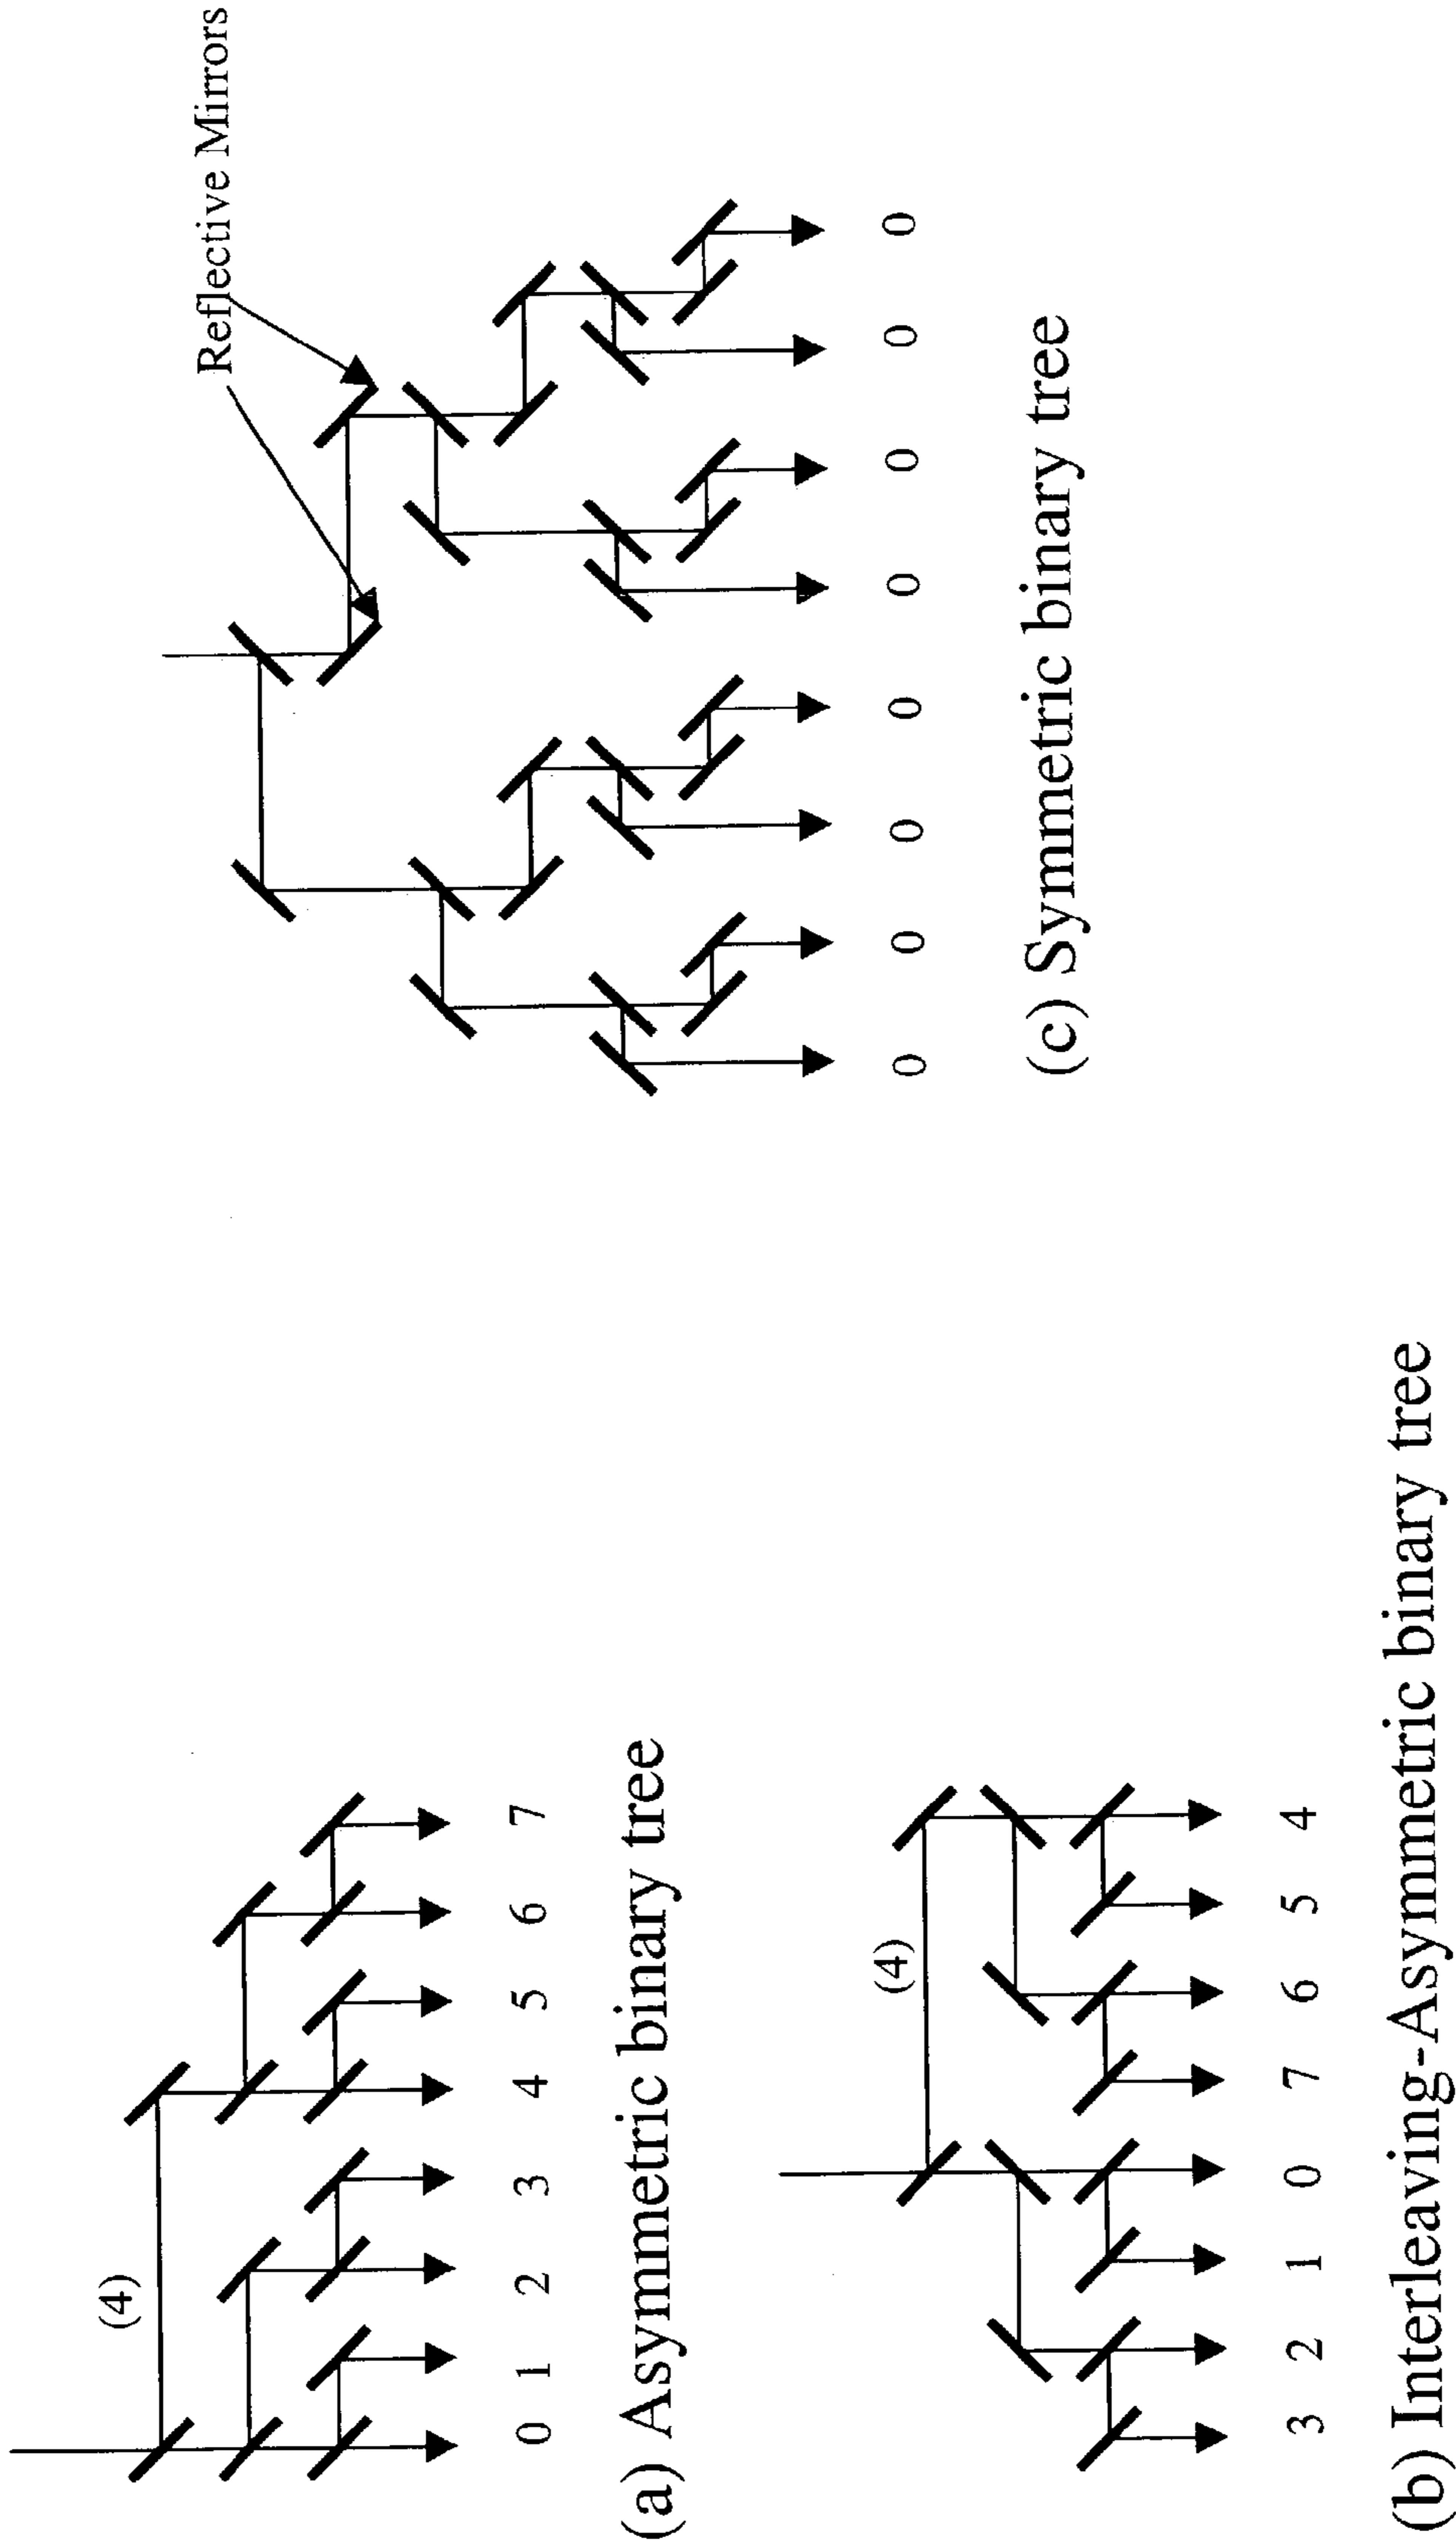 (4)
0 1 2 3 4 5 6 7
(a) Asymmetric binary tree
(4)
3 2 1 0 7 6 5 4
(b) Interleaving-Asymmetric binary tree
Reflective Mirrors
0 0 0 0 0 0 0 0
(c) Symmetric binary tree